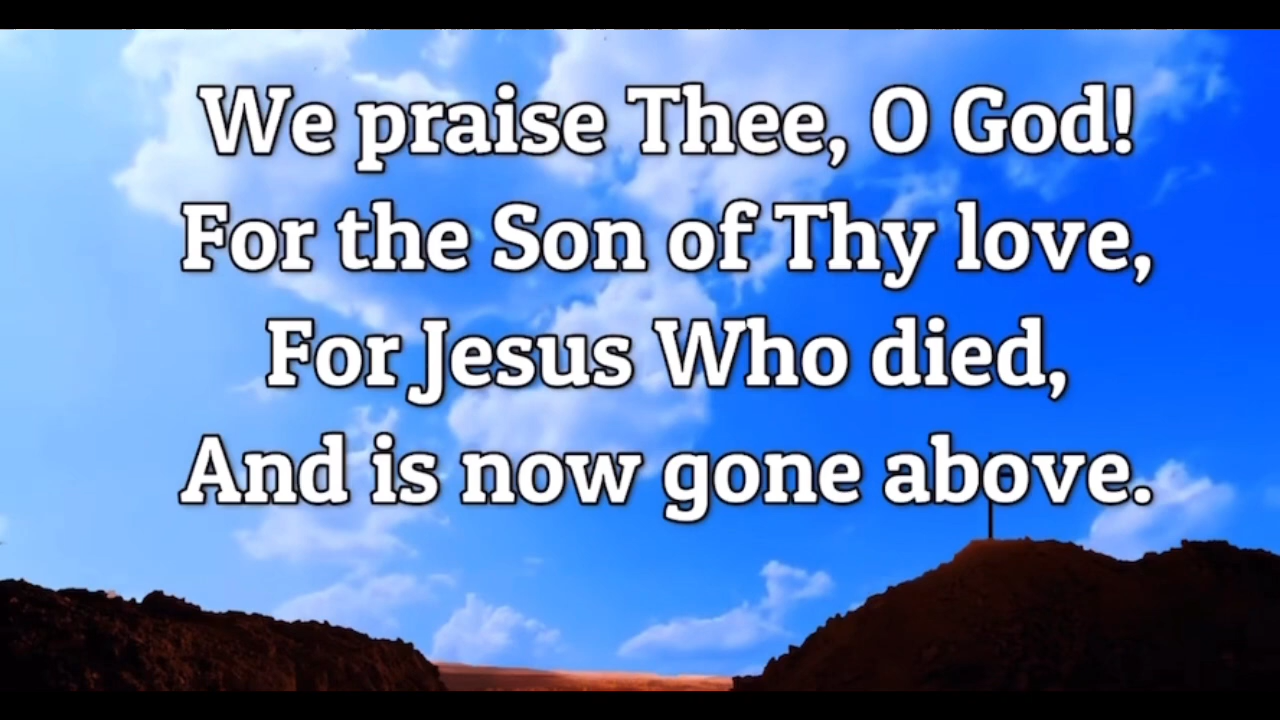 We praise Thee, O God!
For the Son of Thy love,
For Jesus Who died,
And is now gone above.